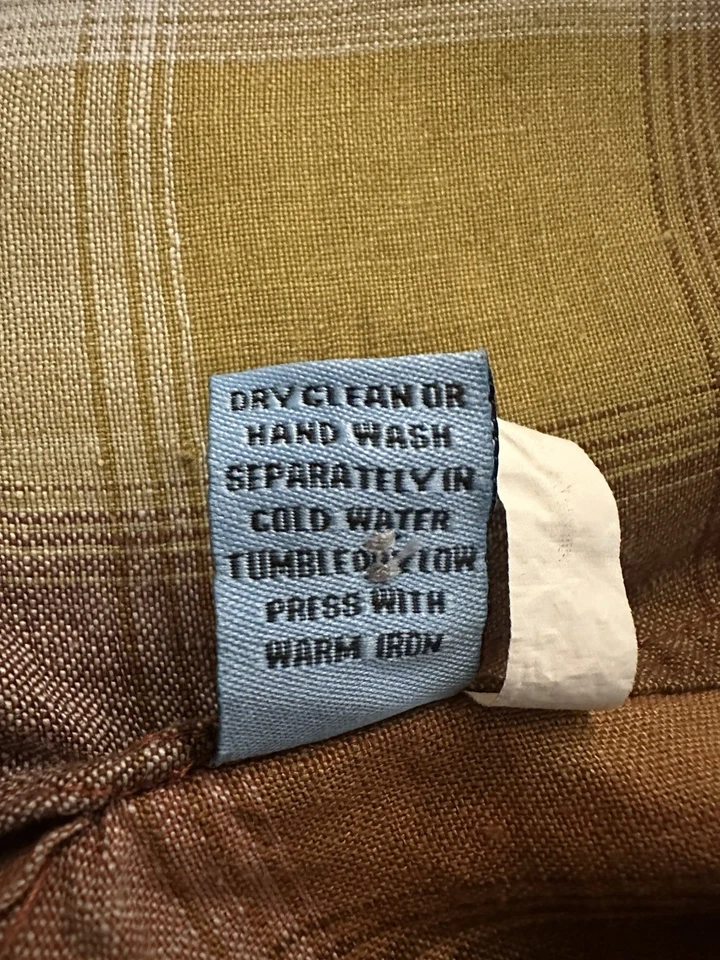 DRY CLEAN OR
HAND WASH
SEPARATELY IN
COLD WATER
TUMBLE LOW
PRESS WITH
WARM IRON